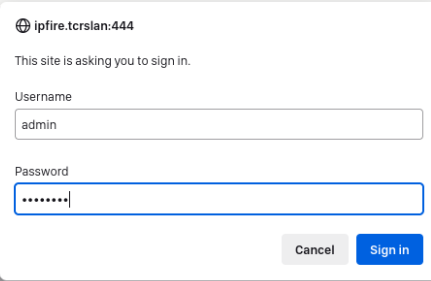 ipfire.tcrslan:444
This site is asking you to sign in.
Username
admin
Password
••••••••
Cancel Sign in